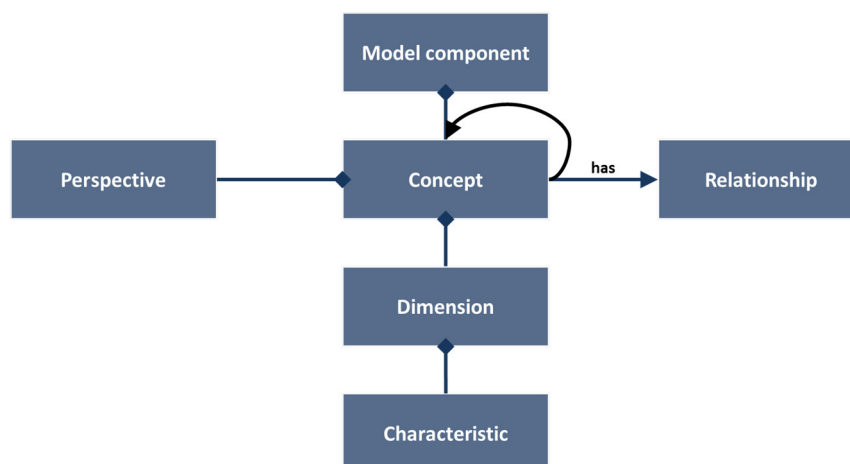 Model component
Perspective
Concept
has
Relationship
Dimension
Characteristic